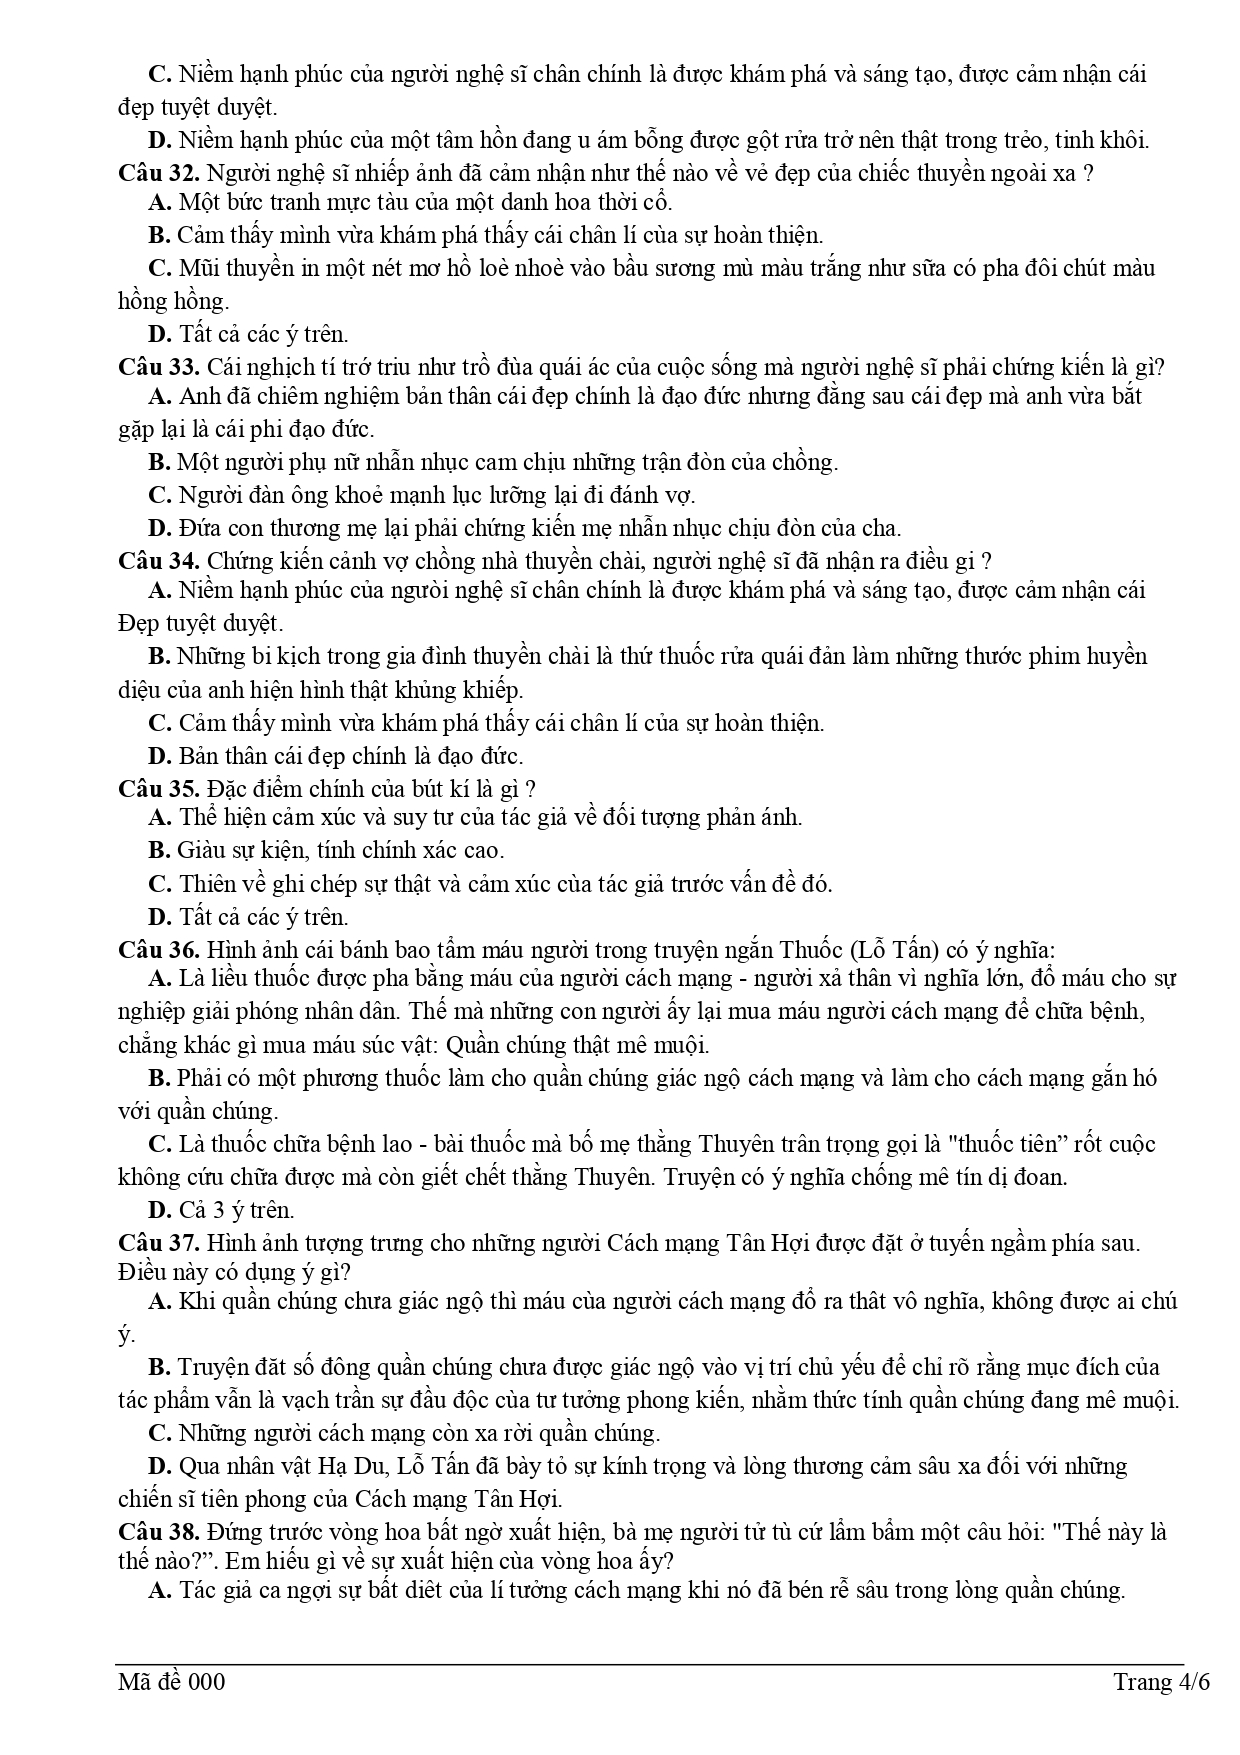 C. Niềm hạnh phúc của người nghệ sĩ chân chính là được khám phá và sáng tạo, được cảm nhận cái
đẹp tuyệt duyệt.
D. Niềm hạnh phúc của một tâm hồn đang u ám bỗng được gột rửa trở nên thật trong trẻo, tinh khôi.
Câu 32. Người nghệ sĩ nhiếp ảnh đã cảm nhận như thế nào về vẻ đẹp của chiếc thuyền ngoài xa ?
A. Một bức tranh mực tàu của một danh hoa thời cổ.
B. Cảm thấy mình vừa khám phá thấy cái chân lí cùa sự hoàn thiện.
C. Mũi thuyền in một nét mơ hồ loè nhoè vào bầu sương mù màu trắng như sữa có pha đôi chút màu
hồng hồng.
D. Tất cả các ý trên.
Câu 33. Cái nghịch tí trớ triu như trồ đùa quái ác của cuộc sống mà người nghệ sĩ phải chứng kiến là gì?
A. Anh đã chiêm nghiệm bản thân cái đẹp chính là đạo đức nhưng đằng sau cái đẹp mà anh vừa bắt
gặp lại là cái phi đạo đức.
B. Một người phụ nữ nhẫn nhục cam chịu những trận đòn của chồng.
C. Người đàn ông khoẻ mạnh lục lưỡng lại đi đánh vợ.
D. Đứa con thương mẹ lại phải chứng kiến mẹ nhẫn nhục chịu đòn của cha.
Câu 34. Chứng kiến cảnh vợ chồng nhà thuyền chài, người nghệ sĩ đã nhận ra điều gi ?
A. Niềm hạnh phúc của ngưòi nghệ sĩ chân chính là được khám phá và sáng tạo, được cảm nhận cái
Đẹp tuyệt duyệt.
B. Những bi kịch trong gia đình thuyền chài là thứ thuốc rửa quái đản làm những thước phim huyền
diệu của anh hiện hình thật khủng khiếp.
C. Cảm thấy mình vừa khám phá thấy cái chân lí của sự hoàn thiện.
D. Bản thân cái đẹp chính là đạo đức.
Câu 35. Đặc điểm chính của bút kí là gì ?
A. Thể hiện cảm xúc và suy tư của tác giả về đối tượng phản ánh.
B. Giàu sự kiện, tính chính xác cao.
C. Thiên về ghi chép sự thật và cảm xúc cùa tác giả trước vấn đề đó.
D. Tất cả các ý trên.
Câu 36. Hình ảnh cái bánh bao tẩm máu người trong truyện ngắn Thuốc (Lỗ Tấn) có ý nghĩa:
A. Là liều thuốc được pha bằng máu của người cách mạng - người xả thân vì nghĩa lớn, đổ máu cho sự
nghiệp giải phóng nhân dân. Thế mà những con người ấy lại mua máu người cách mạng để chữa bệnh,
chẳng khác gì mua máu súc vật: Quần chúng thật mê muội.
B. Phải có một phương thuốc làm cho quần chúng giác ngộ cách mạng và làm cho cách mạng gắn hó
với quần chúng.
C. Là thuốc chữa bệnh lao - bài thuốc mà bố mẹ thằng Thuyên trân trọng gọi là "thuốc tiên” rốt cuộc
không cứu chữa được mà còn giết chết thằng Thuyên. Truyện có ý nghĩa chống mê tín dị đoan.
D. Cả 3 ý trên.
Câu 37. Hình ảnh tượng trưng cho những người Cách mạng Tân Hợi được đặt ở tuyến ngầm phía sau.
Điều này có dụng ý gì?
A. Khi quần chúng chưa giác ngộ thì máu cùa người cách mạng đổ ra thât vô nghĩa, không được ai chú
ý.
B. Truyện đăt số đông quần chúng chưa được giác ngộ vào vị trí chủ yếu để chỉ rõ rằng mục đích của
tác phẩm vẫn là vạch trần sự đầu độc cùa tư tưởng phong kiến, nhằm thức tính quần chúng đang mê muội.
C. Những người cách mạng còn xa rời quần chúng.
D. Qua nhân vật Hạ Du, Lỗ Tấn đã bày tỏ sự kính trọng và lòng thương cảm sâu xa đối với những
chiến sĩ tiên phong của Cách mạng Tân Hợi.
Câu 38. Đứng trước vòng hoa bất ngờ xuất hiện, bà mẹ người tử tù cứ lẩm bẩm một câu hỏi: "Thế này là
thế nào?”. Em hiếu gì về sự xuất hiện cùa vòng hoa ấy?
A. Tác giả ca ngợi sự bất diêt của lí tưởng cách mạng khi nó đã bén rễ sâu trong lòng quần chúng.
Mã đề 000
Trang 4/6